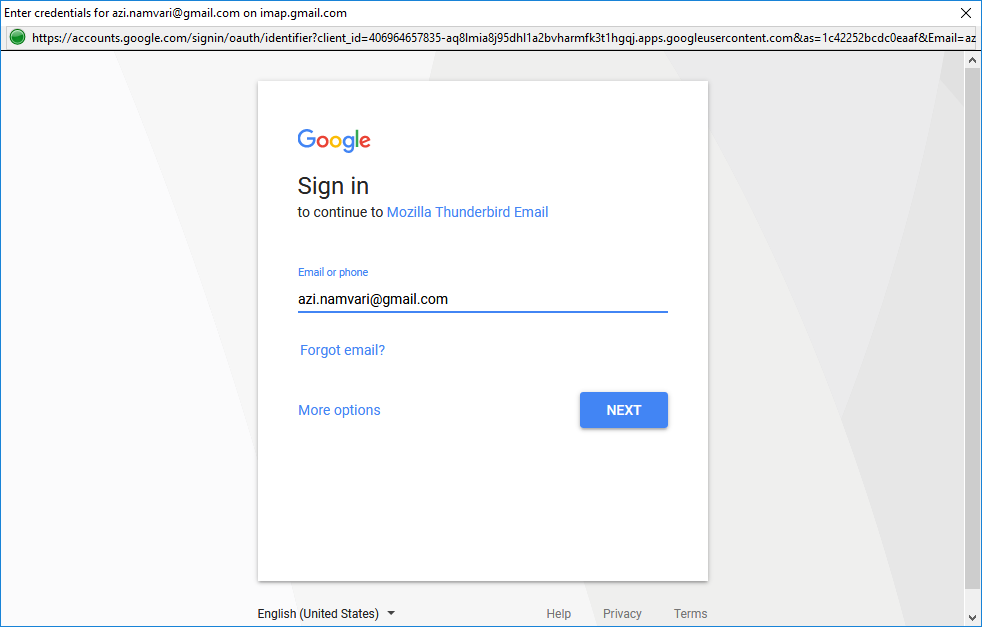 Enter credentials for azi.namvari@gmail.com on imap.gmail.com
https://accounts.google.com/signin/oauth/identifier?client_id=406964657835-aq8lmia8j95dhl1a2bvharmfk3t1hgqj.apps.googleusercontent.com&as=1c42252bcdc0eaaf&Email=az
Google
Sign in
to continue to Mozilla Thunderbird Email
Email or phone
azi.namvari@gmail.com
Forgot email?
More options
NEXT
English (United States)
Help
Privacy
Terms